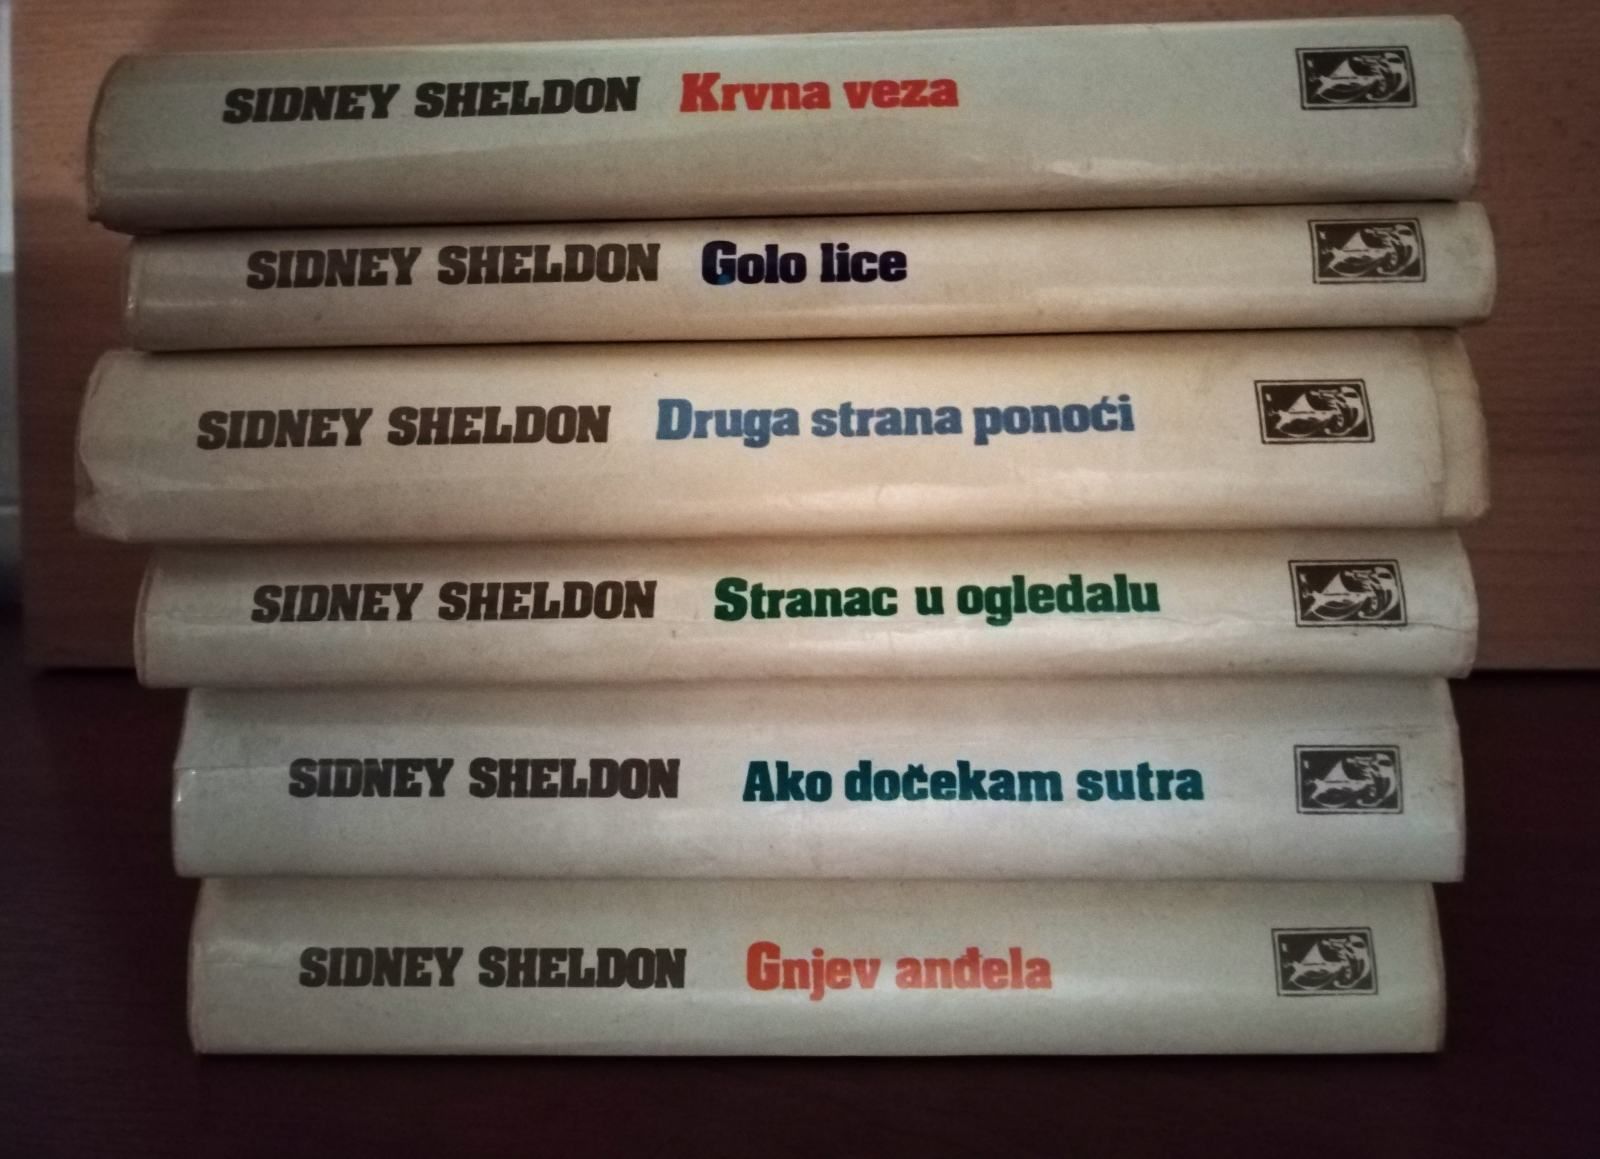 SIDNEY SHELDON Krvna veza
SIDNEY SHELDON Golo lice
SIDNEY SHELDON Druga strana ponoći
SIDNEY SHELDON Stranac u ogledalu
SIDNEY SHELDON Ako dočekam sutra
SIDNEY SHELDON Gnjev anđela